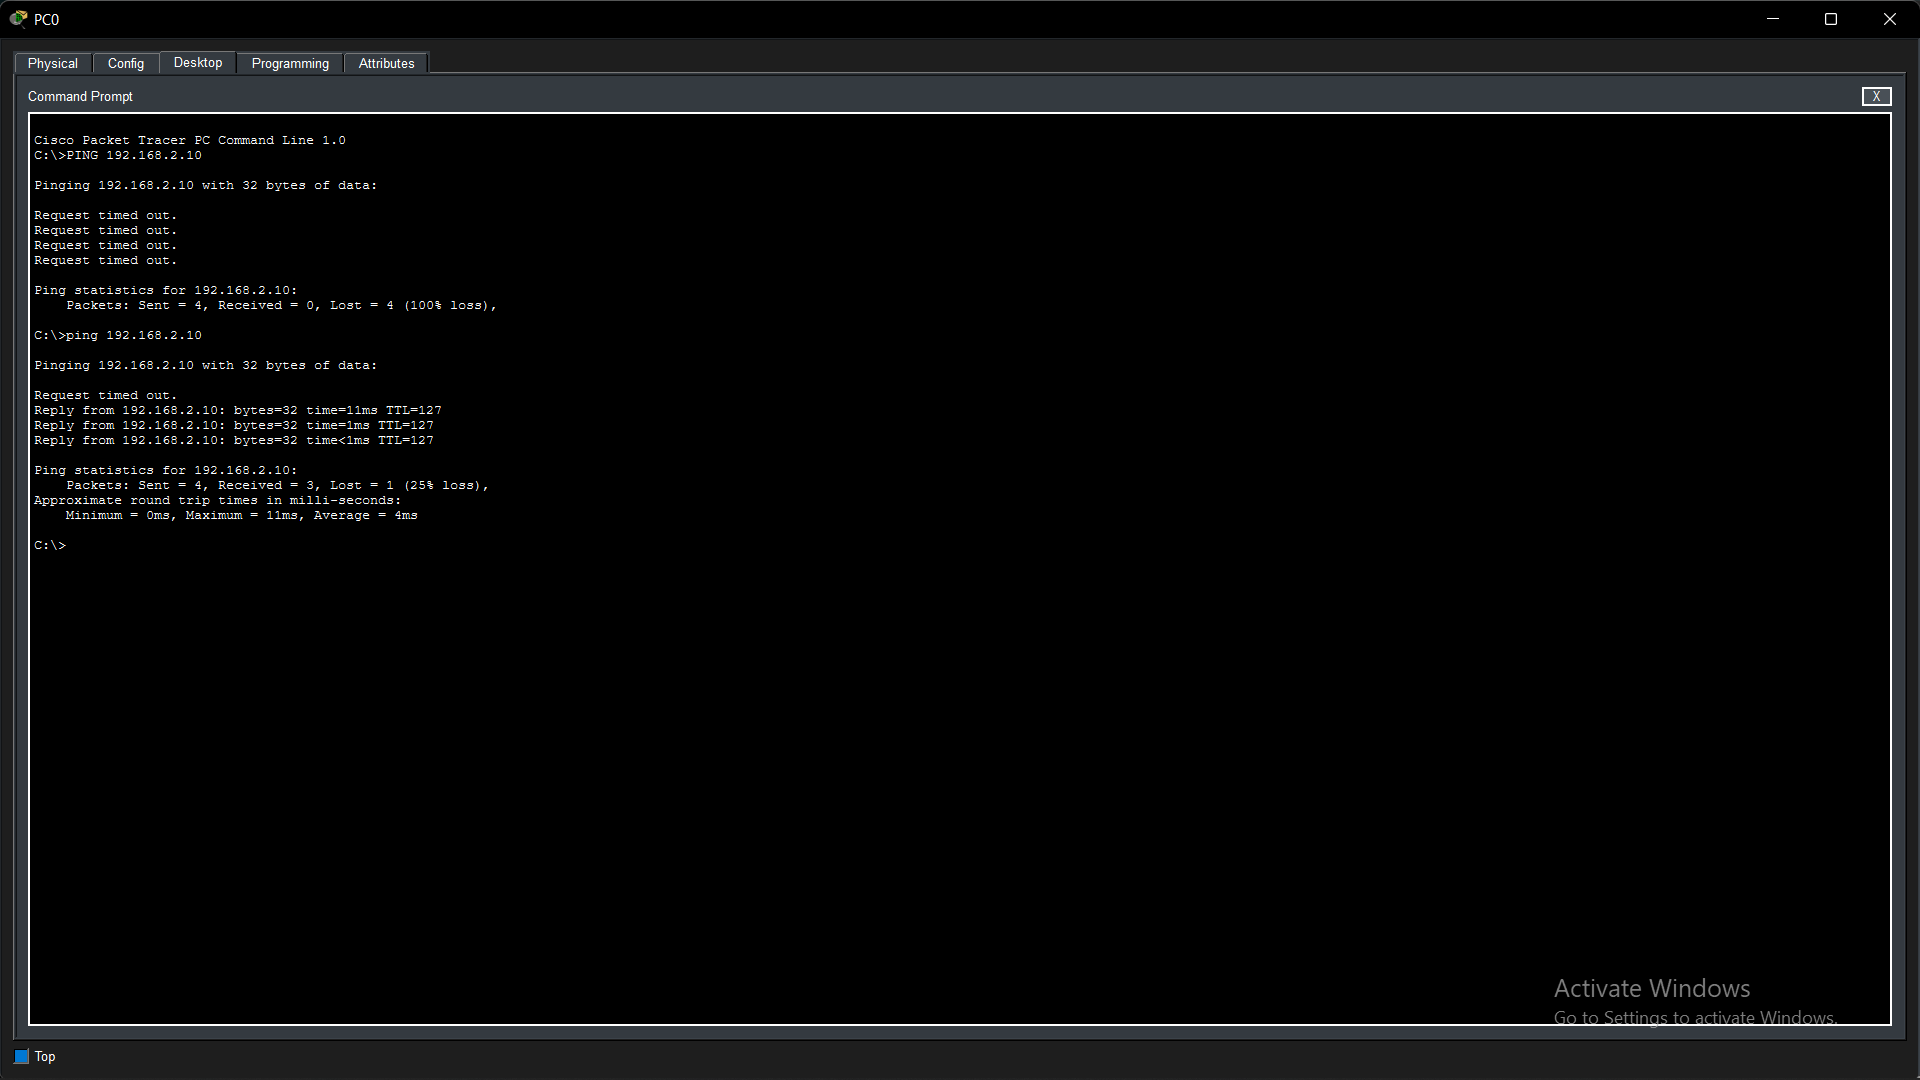 PC0
Physical Config Desktop Programming Attributes
Command Prompt
X
Cisco Packet Tracer PC Command Line 1.0
C:\>PING 192.168.2.10
Pinging 192.168.2.10 with 32 bytes of data:
Request timed out.
Request timed out.
Request timed out.
Request timed out.
Ping statistics for 192.168.2.10:
    Packets: Sent = 4, Received = 0, Lost = 4 (100% loss),
C:\>ping 192.168.2.10
Pinging 192.168.2.10 with 32 bytes of data:
Request timed out.
Reply from 192.168.2.10: bytes=32 time=11ms TTL=127
Reply from 192.168.2.10: bytes=32 time=1ms TTL=127
Reply from 192.168.2.10: bytes=32 time<1ms TTL=127
Ping statistics for 192.168.2.10:
    Packets: Sent = 4, Received = 3, Lost = 1 (25% loss),
Approximate round trip times in milli-seconds:
    Minimum = 0ms, Maximum = 11ms, Average = 4ms
C:\>
Activate Windows
Go to Settings to activate Windows.
Top